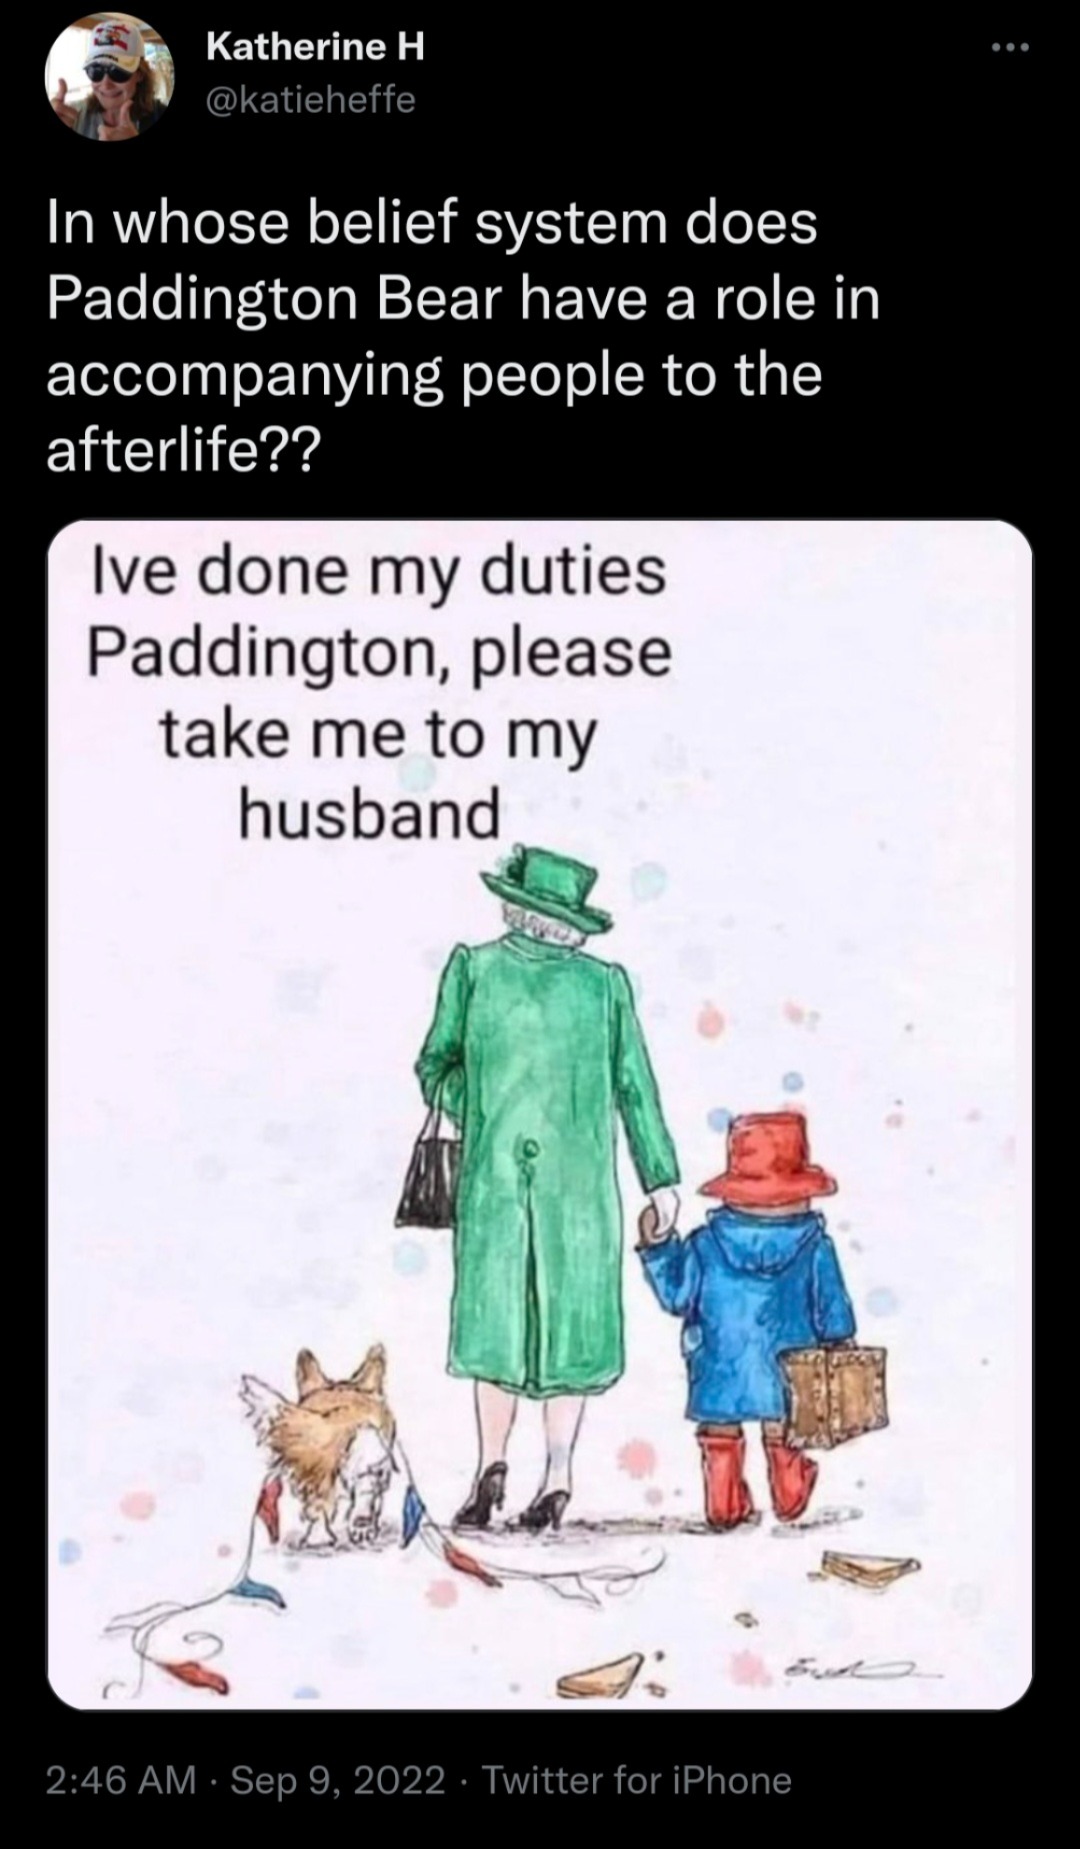 Katherine H
@katieheffe
In whose belief system does
Paddington Bear have a role in
accompanying people to the
afterlife??
Ive done my duties
Paddington, please
take me to my
husband
2:46 AM · Sep 9, 2022 · Twitter for iPhone